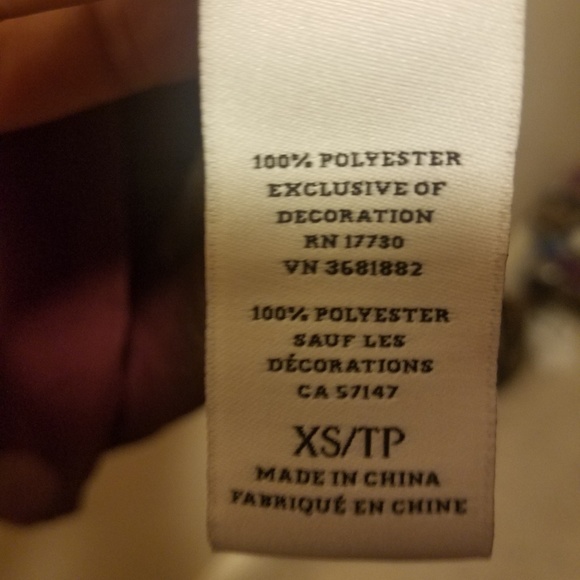 100% POLYESTER
EXCLUSIVE OF
DECORATION
RN 17730
VN 3681882
100% POLYESTER
SAUF LES
DÉCORATIONS
CA 57147
XS/TP
MADE IN CHINA
FABRIQUÉ EN CHINE